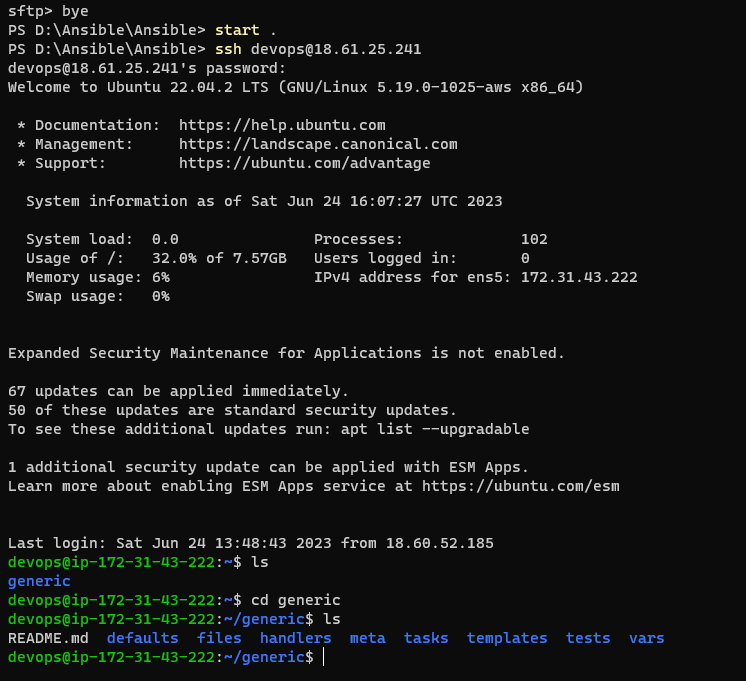 sftp> bye
PS D:\Ansible\Ansible> start .
PS D:\Ansible\Ansible> ssh devops@18.61.25.241
devops@18.61.25.241's password:
Welcome to Ubuntu 22.04.2 LTS (GNU/Linux 5.19.0-1025-aws x86_64)

 * Documentation:  https://help.ubuntu.com
 * Management:     https://landscape.canonical.com
 * Support:        https://ubuntu.com/advantage

  System information as of Sat Jun 24 16:07:27 UTC 2023

  System load:  0.0               Processes:             102
  Usage of /:   32.0% of 7.57GB   Users logged in:       0
  Memory usage: 6%                IPv4 address for ens5: 172.31.43.222
  Swap usage:   0%

Expanded Security Maintenance for Applications is not enabled.

67 updates can be applied immediately.
50 of these updates are standard security updates.
To see these additional updates run: apt list --upgradable

1 additional security update can be applied with ESM Apps.
Learn more about enabling ESM Apps service at https://ubuntu.com/esm

Last login: Sat Jun 24 13:48:43 2023 from 18.60.52.185
devops@ip-172-31-43-222:~$ ls
generic
devops@ip-172-31-43-222:~$ cd generic
devops@ip-172-31-43-222:~/generic$ ls
README.md  defaults  files  handlers  meta  tasks  templates  tests  vars
devops@ip-172-31-43-222:~/generic$